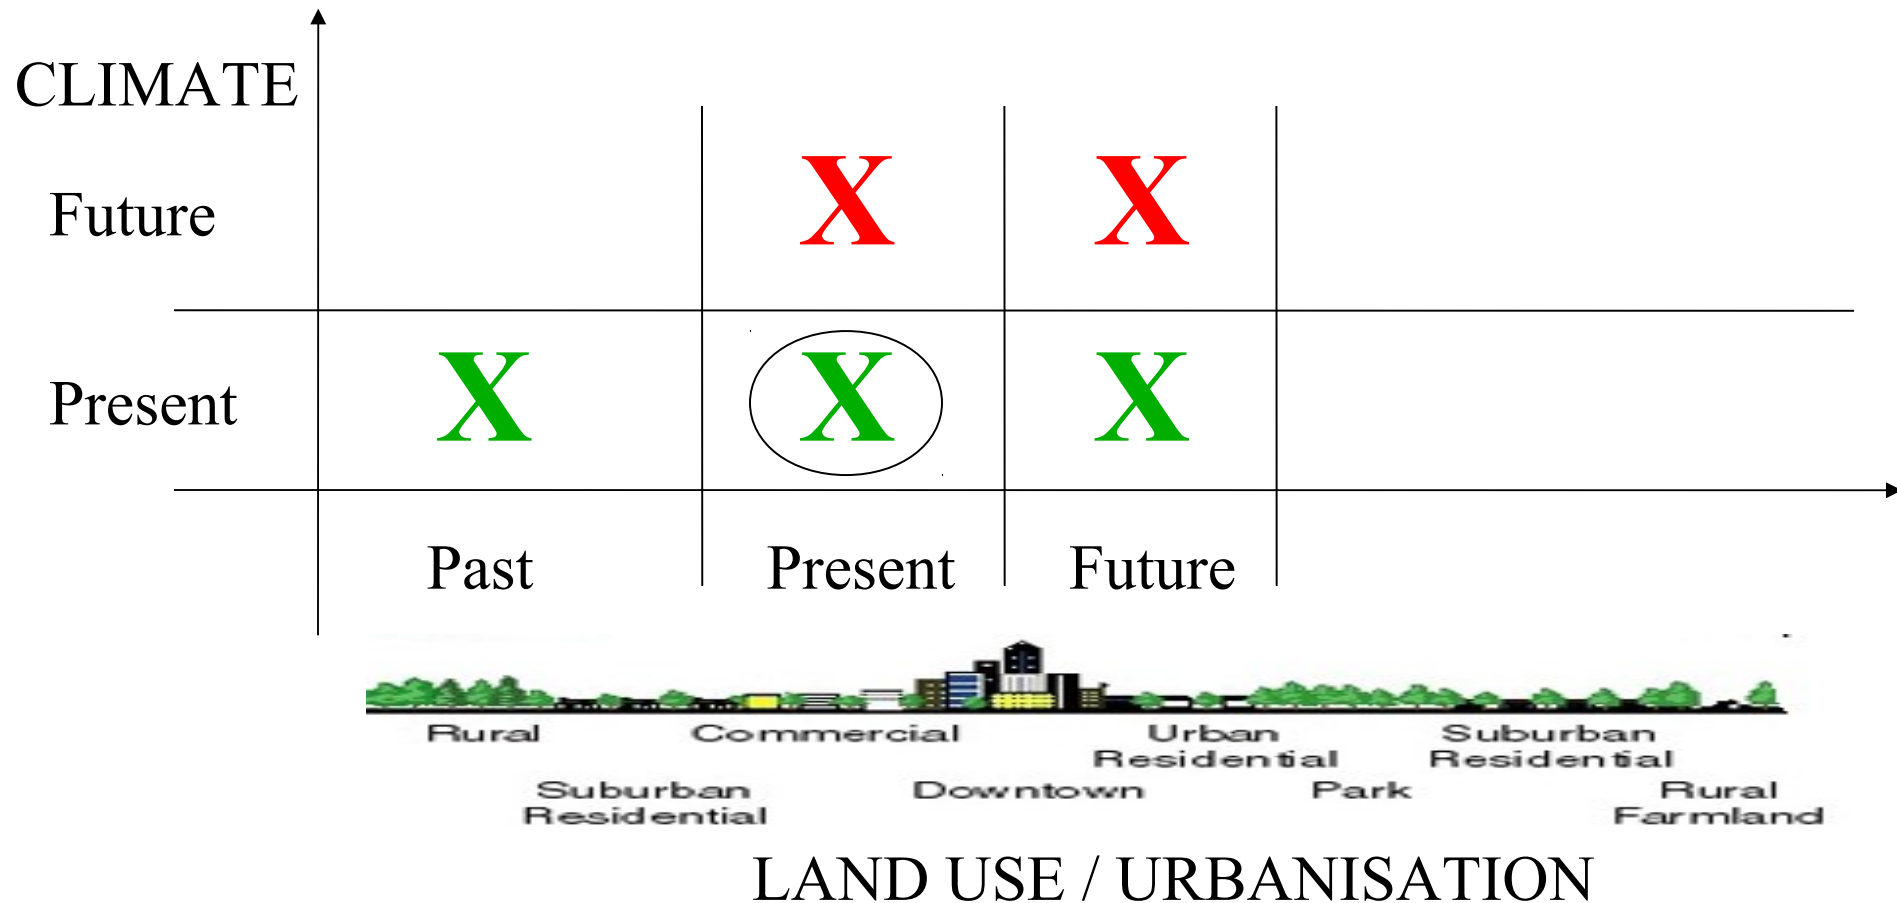 CLIMATE
Future X X
Present X X X
Past Present Future
Rural Commercial Urban Residential Suburban Residential
Suburban Residential Downtown Park Rural Farmland
LAND USE / URBANISATION